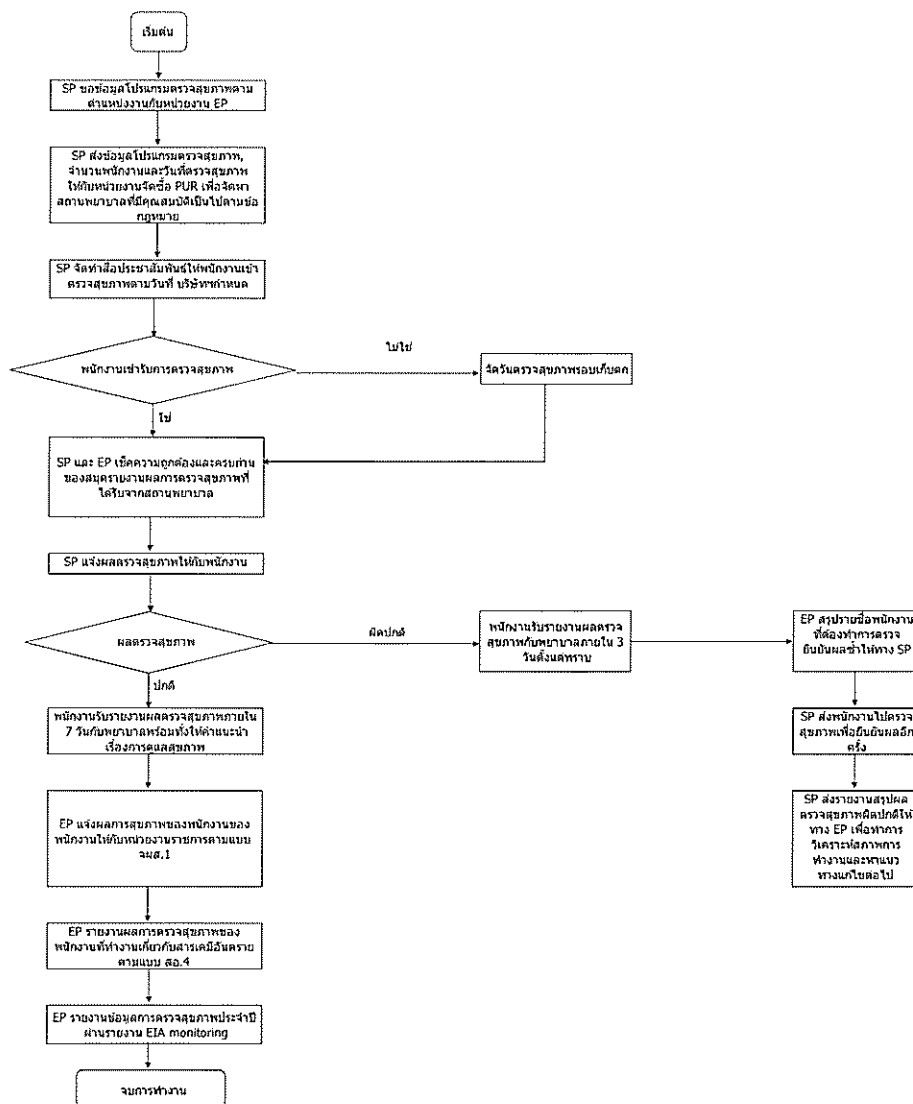 เริ่มต้น
SP ขอข้อมูลโปรแกรมตรวจสุขภาพตาม
ตำแหน่งงานกับหน่วยงาน EP
SP ส่งข้อมูลโปรแกรมตรวจสุขภาพ,
จำนวนพนักงานและวันที่ตรวจสุขภาพ
ให้กับหน่วยงานจัดซื้อ PUR เพื่อจัดหา
สถานพยาบาลที่มีคุณสมบัติเป็นไปตามข้อ
กฎหมาย
SP จัดทำสื่อประชาสัมพันธ์ให้พนักงานเข้า
ตรวจสุขภาพตามวันที่ บริษัทฯกำหนด
พนักงานเข้ารับการตรวจสุขภาพ
ไม่ใช่
จัดวันตรวจสุขภาพรอบเก็บตก
ใช่
SP และ EP เช็คความถูกต้องและครบถ้วน
ของสมุดรายงานผลการตรวจสุขภาพที่
ได้รับจากสถานพยาบาล
SP แจ้งผลตรวจสุขภาพให้กับพนักงาน
ผลตรวจสุขภาพ
ผิดปกติ
พนักงานรับรายงานผลตรวจ
สุขภาพกับพยาบาลภายใน 3
วันตั้งแต่ทราบ
EP สรุปรายชื่อพนักงาน
ที่ต้องทำการตรวจ
ยืนยันผลซ้ำให้ทาง SP
ปกติ
พนักงานรับรายงานผลตรวจสุขภาพภายใน
7 วันกับพยาบาลพร้อมทั้งให้คำแนะนำ
เรื่องการดูแลสุขภาพ
SP ส่งพนักงานไปตรวจ
สุขภาพเพื่อยืนยันผลอีก
ครั้ง
SP ส่งรายงานสรุปผล
ตรวจสุขภาพผิดปกติให้
ทาง EP เพื่อทำการ
วิเคราะห์สภาพการ
ทำงานและหาแนว
ทางแก้ไขต่อไป
EP แจ้งผลการสุขภาพของพนักงานของ
พนักงานให้กับหน่วยงานราชการตามแบบ
จผส.1
EP รายงานผลการตรวจสุขภาพของ
พนักงานที่ทำงานเกี่ยวกับสารเคมีอันตราย
ตามแบบ สอ.4
EP รายงานข้อมูลการตรวจสุขภาพประจำปี
ผ่านรายงาน EIA monitoring
จบการทำงาน